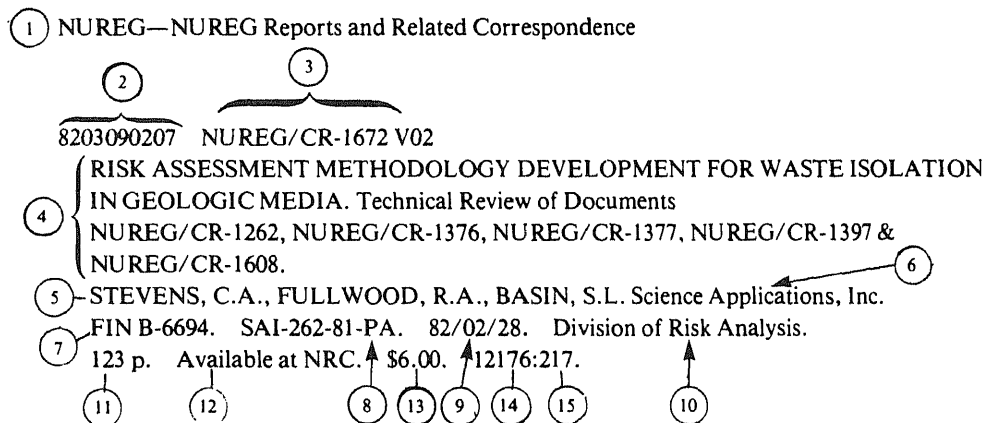 1 NUREG—NUREG Reports and Related Correspondence
2 3
8203090207 NUREG/CR-1672 V02
RISK ASSESSMENT METHODOLOGY DEVELOPMENT FOR WASTE ISOLATION
IN GEOLOGIC MEDIA. Technical Review of Documents
4 NUREG/CR-1262, NUREG/CR-1376, NUREG/CR-1377, NUREG/CR-1397 &
NUREG/CR-1608.
6
5 STEVENS, C.A., FULLWOOD, R.A., BASIN, S.L. Science Applications, Inc.
7 FIN B-6694. SAI-262-81-PA. 82/02/28. Division of Risk Analysis.
123 p. Available at NRC. $6.00. 12176:217.
11 12 8 13 9 14 15 10